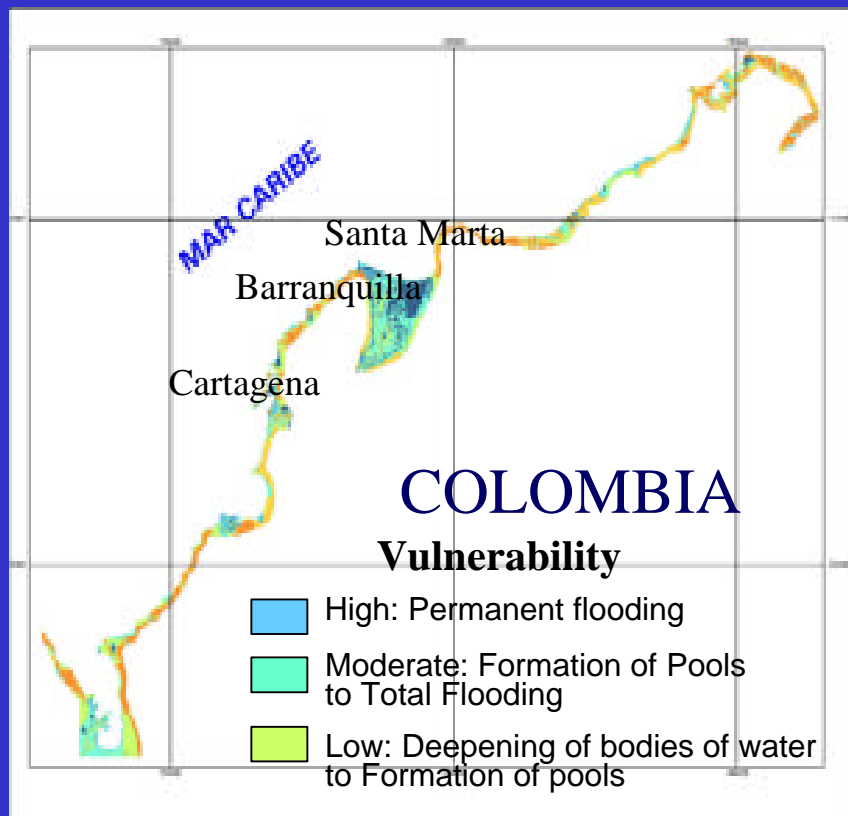 MAR CARIBE
Santa Marta
Barranquilla
Cartagena
COLOMBIA
Vulnerability
High: Permanent flooding
Moderate: Formation of Pools
to Total Flooding
Low: Deepening of bodies of water
to Formation of pools